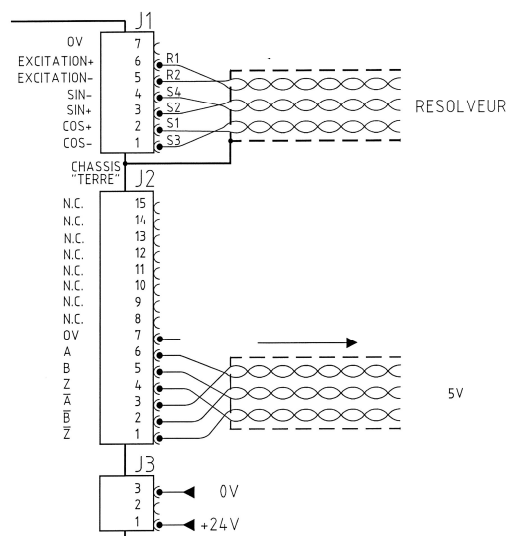 J1
0V 7
EXCITATION+ 6 R1
EXCITATION- 5 R2
SIN- 4 S4
SIN+ 3 S2
COS+ 2 S1
COS- 1 S3
RESOLVEUR
CHASSIS
"TERRE"
J2
N.C. 15
N.C. 14
N.C. 13
N.C. 12
N.C. 11
N.C. 10
N.C. 9
N.C. 8
0V 7
A 6
B 5
Z 4
A̅ 3
B̅ 2
Z̅ 1
5V
J3
3 0V
2
1 +24V